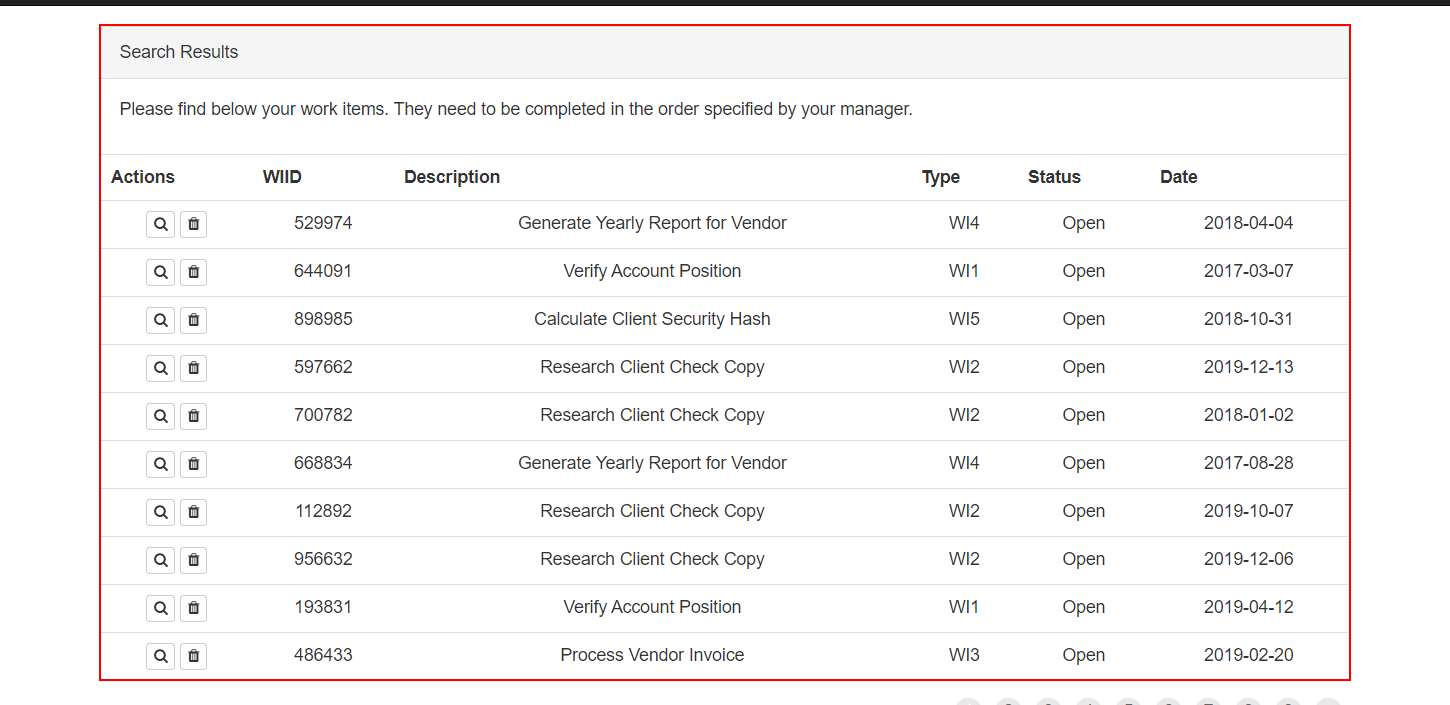 Search Results
Please find below your work items. They need to be completed in the order specified by your manager.
Actions WIID Description Type Status Date
529974 Generate Yearly Report for Vendor WI4 Open 2018-04-04
644091 Verify Account Position WI1 Open 2017-03-07
898985 Calculate Client Security Hash WI5 Open 2018-10-31
597662 Research Client Check Copy WI2 Open 2019-12-13
700782 Research Client Check Copy WI2 Open 2018-01-02
668834 Generate Yearly Report for Vendor WI4 Open 2017-08-28
112892 Research Client Check Copy WI2 Open 2019-10-07
956632 Research Client Check Copy WI2 Open 2019-12-06
193831 Verify Account Position WI1 Open 2019-04-12
486433 Process Vendor Invoice WI3 Open 2019-02-20